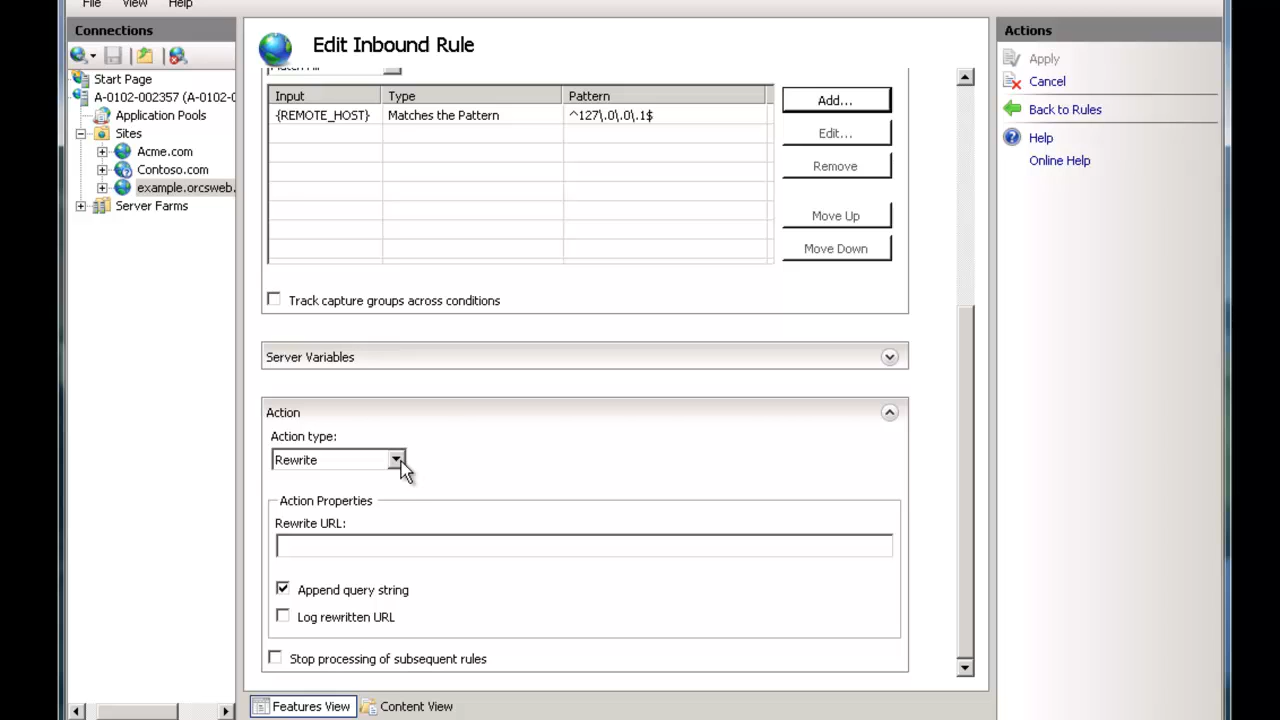 File View Help
Connections
Start Page
A-0102-002357 (A-0102-0
Application Pools
Sites
Acme.com
Contoso.com
example.orcsweb.
Server Farms
Edit Inbound Rule
Input Type Pattern
{REMOTE_HOST} Matches the Pattern ^127\.0\.0\.1$
Add...
Edit...
Remove
Move Up
Move Down
Track capture groups across conditions
Server Variables
Action
Action type:
Rewrite
Action Properties
Rewrite URL:
Append query string
Log rewritten URL
Stop processing of subsequent rules
Features View Content View
Actions
Apply
Cancel
Back to Rules
Help
Online Help